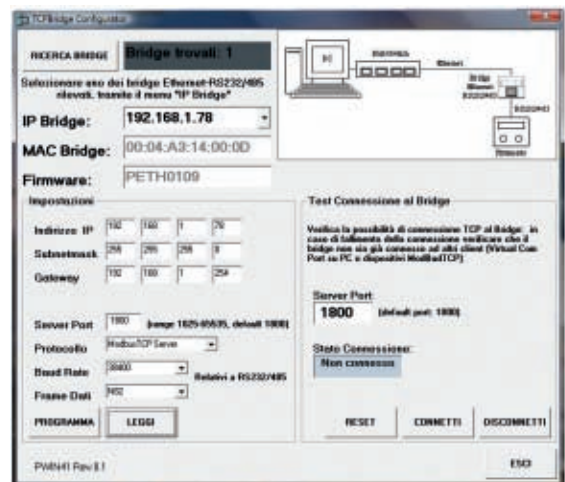 TCPBridge Configurator
RICERCA BRIDGE
Bridge trovati: 1
Selezionare uno dei bridge Ethernet-RS232/485
rilevati, tramite il menu "IP Bridge"
IP Bridge:
192.168.1.78
MAC Bridge:
00:04:A3:14:00:0D
Firmware:
PETH0109
Ethernet
Bridge
Ethernet
Impostazioni
Indirizzo IP
192 168 1 78
Subnetmask
255 255 255 0
Gateway
192 168 1 254
Server Port
1800
(range 1025-65535, default 1800)
Protocollo
ModbusTCP Server
Baud Rate
38400
Relativi a RS232/485
Frame Dati
N82
PROGRAMMA
LEGGI
Test Connessione al Bridge
Verifica la possibilità di connessione TCP al Bridge: in
caso di fallimento della connessione verificare che il
bridge non sia già connesso ad altri client (Virtual Com
Port su PC e dispositivi ModBusTCP)
Server Port
1800
(default port: 1800)
Stato Connessione:
Non connesso
RESET
CONNETTI
DISCONNETTI
PWIN41 Rev 0.1
ESCI